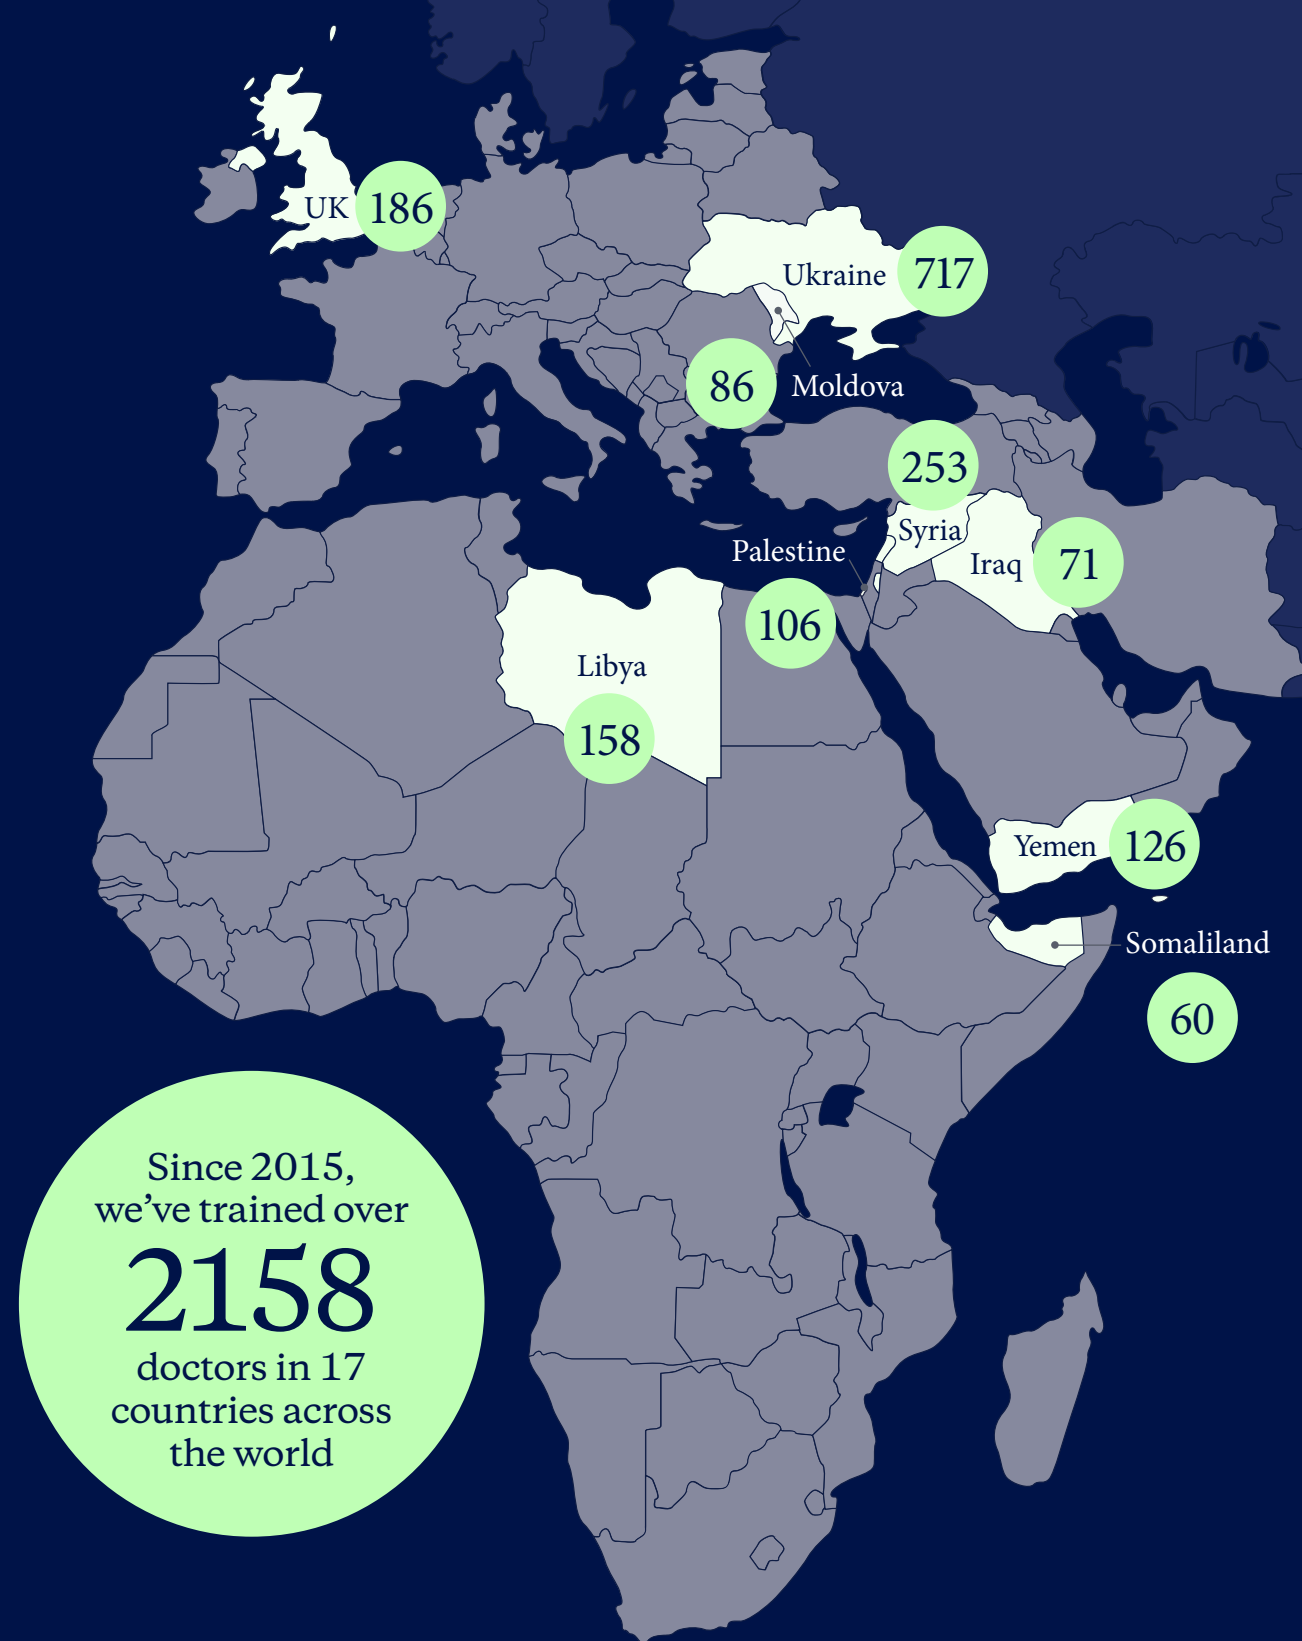 UK 186
Ukraine 717
86 Moldova
253
Syria
Palestine
Iraq 71
106
Libya
158
Yemen 126
Somaliland
60
Since 2015,
we’ve trained over
2158
doctors in 17
countries across
the world